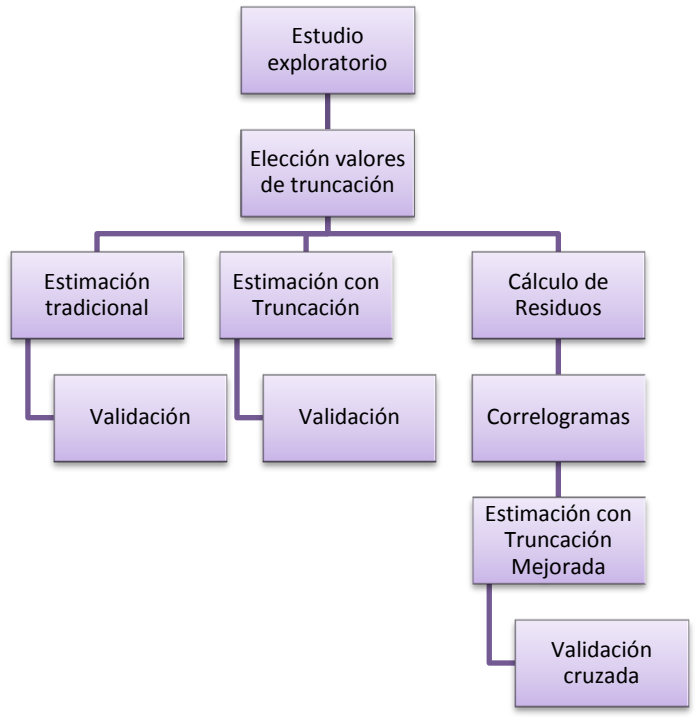 Estudio
exploratorio
Elección valores
de truncación
Estimación
tradicional
Estimación con
Truncación
Cálculo de
Residuos
Validación
Validación
Correlogramas
Estimación con
Truncación
Mejorada
Validación
cruzada